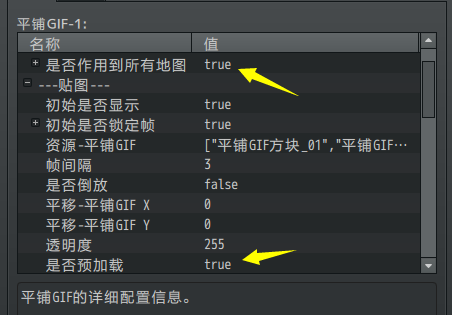 平铺GIF-1:
名称 值
是否作用到所有地图 true
---贴图---
初始是否显示 true
初始是否锁定帧 true
资源-平铺GIF ["平铺GIF方块_01","平铺GIF…
帧间隔 3
是否倒放 false
平移-平铺GIF X 0
平移-平铺GIF Y 0
透明度 255
是否预加载 true
平铺GIF的详细配置信息。